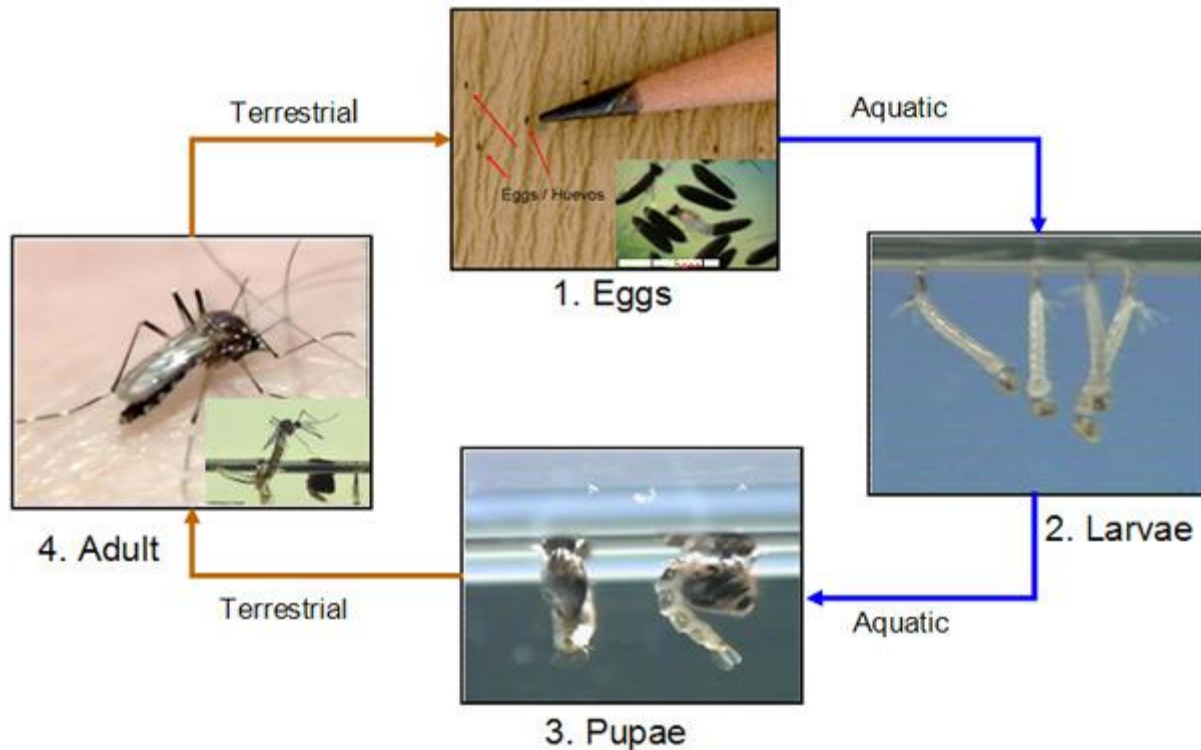 Terrestrial
Aquatic
Eggs / Huevos
1. Eggs
2. Larvae
4. Adult
Terrestrial
Aquatic
3. Pupae